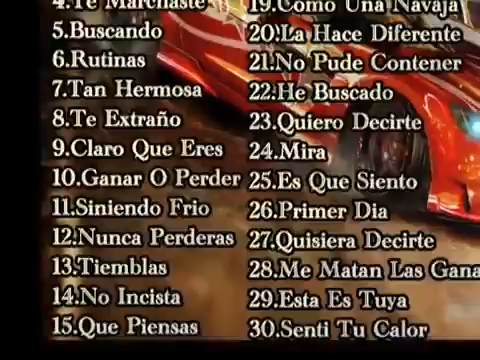 4.Te Marchaste
5.Buscando
6.Rutinas
7.Tan Hermosa
8.Te Extraño
9.Claro Que Eres
10.Ganar O Perder
11.Siniendo Frio
12.Nunca Perderas
13.Tiemblas
14.No Incista
15.Que Piensas
19.Como Una Navaja
20.La Hace Diferente
21.No Pude Contener
22.He Buscado
23.Quiero Decirte
24.Mira
25.Es Que Siento
26.Primer Dia
27.Quisiera Decirte
28.Me Matan Las Gana
29.Esta Es Tuya
30.Senti Tu Calor